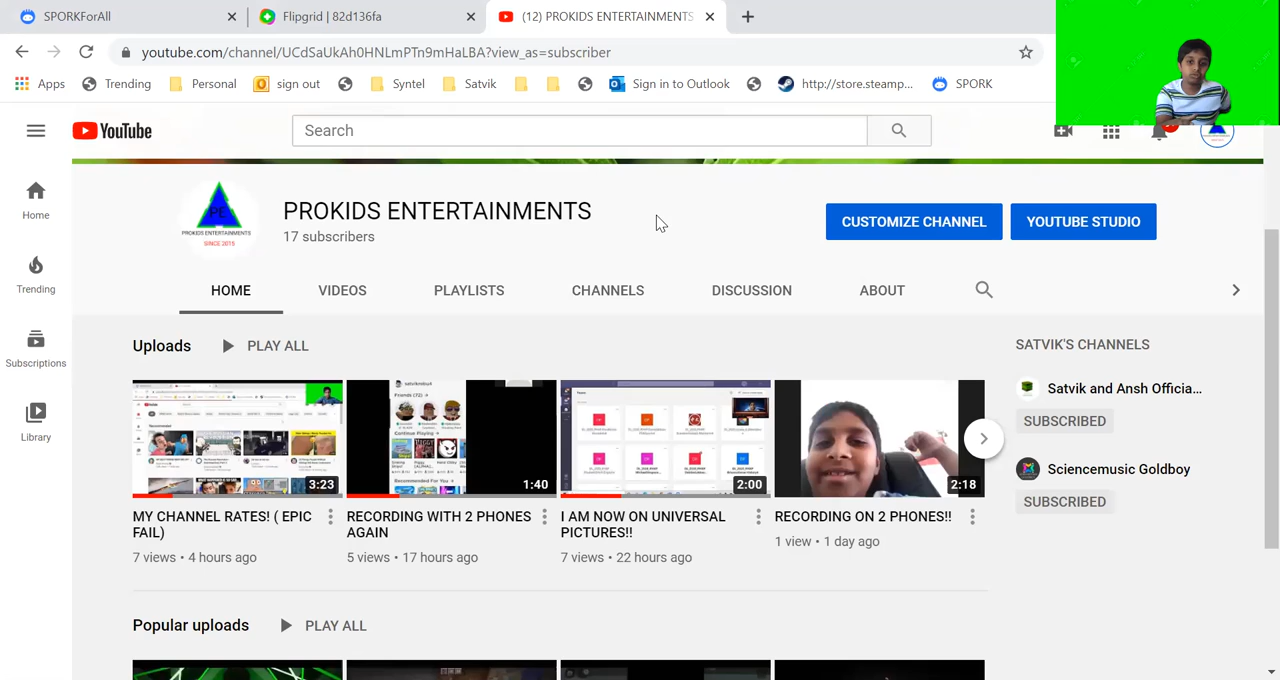 SPORKForAll
Flipgrid | 82d136fa
(12) PROKIDS ENTERTAINMENTS
youtube.com/channel/UCdSaUkAh0HNLmPTn9mHaLBA?view_as=subscriber
Apps Trending Personal sign out Syntel Satvik Sign in to Outlook http://store.steamp... SPORK
YouTube
Search
Home
Trending
Subscriptions
Library
PE
PROKIDS ENTERTAINMENTS
SINCE 2015
PROKIDS ENTERTAINMENTS
17 subscribers
CUSTOMIZE CHANNEL
YOUTUBE STUDIO
HOME VIDEOS PLAYLISTS CHANNELS DISCUSSION ABOUT
Uploads PLAY ALL
3:23
MY CHANNEL RATES! ( EPIC
FAIL)
7 views • 4 hours ago
1:40
RECORDING WITH 2 PHONES
AGAIN
5 views • 17 hours ago
2:00
I AM NOW ON UNIVERSAL
PICTURES!!
7 views • 22 hours ago
2:18
RECORDING ON 2 PHONES!!
1 view • 1 day ago
SATVIK'S CHANNELS
Satvik and Ansh Officia...
SUBSCRIBED
Sciencemusic Goldboy
SUBSCRIBED
Popular uploads PLAY ALL